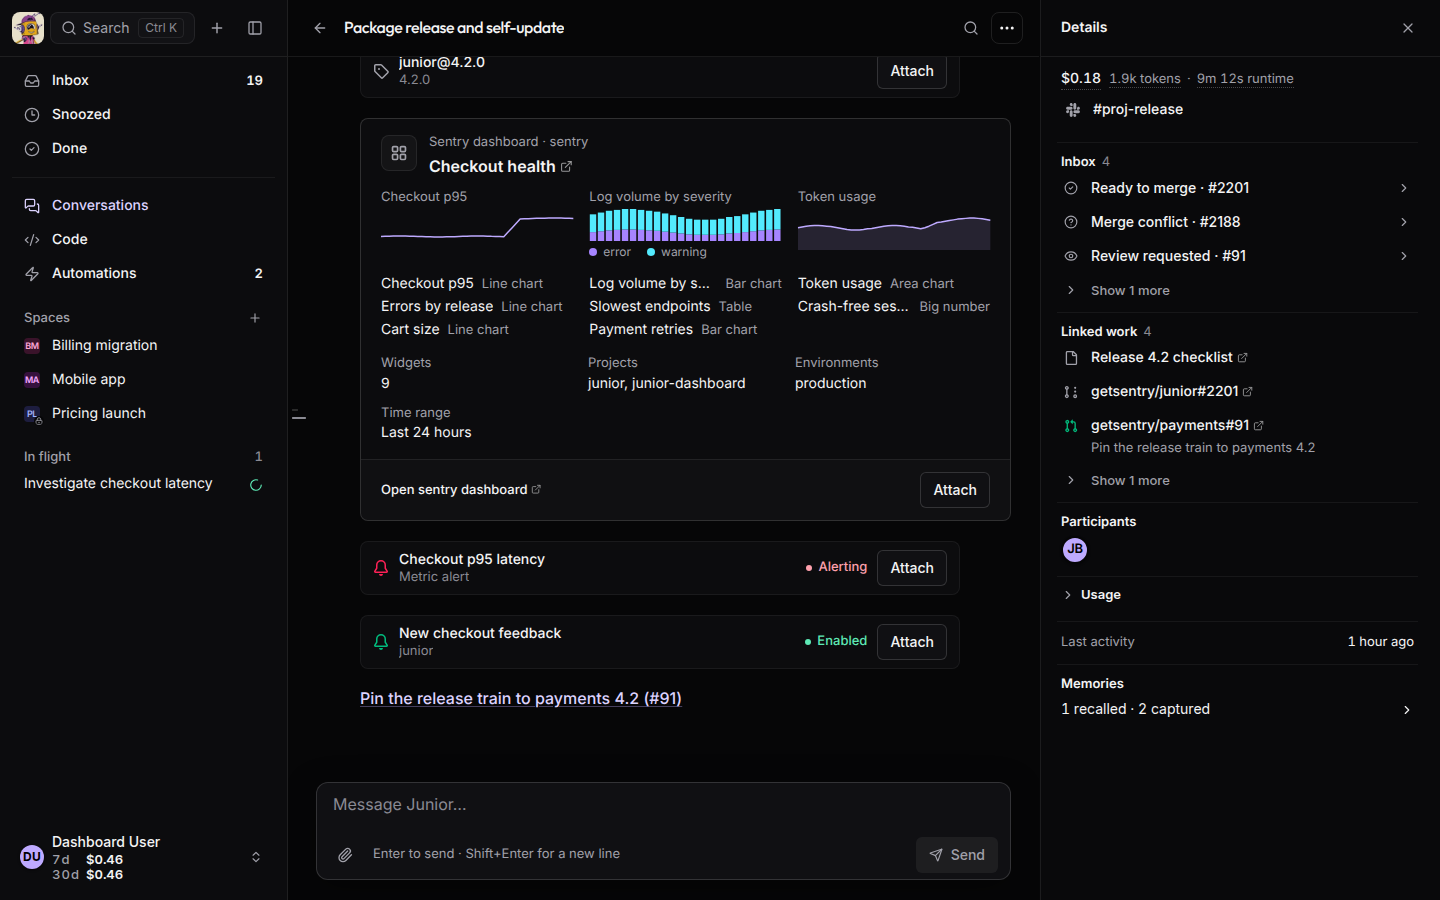 Search Ctrl K
Inbox 19
Snoozed
Done
Conversations
Code
Automations 2
Spaces
BM Billing migration
MA Mobile app
PL Pricing launch
In flight 1
Investigate checkout latency
DU Dashboard User
7d $0.46
30d $0.46
Package release and self-update
junior@4.2.0
4.2.0
Attach
Sentry dashboard · sentry
Checkout health
Checkout p95
Log volume by severity
Token usage
error warning
Checkout p95 Line chart
Log volume by s... Bar chart
Token usage Area chart
Errors by release Line chart
Slowest endpoints Table
Crash-free ses... Big number
Cart size Line chart
Payment retries Bar chart
Widgets
9
Projects
junior, junior-dashboard
Environments
production
Time range
Last 24 hours
Open sentry dashboard
Attach
Checkout p95 latency
Metric alert
Alerting
Attach
New checkout feedback
junior
Enabled
Attach
Pin the release train to payments 4.2 (#91)
Message Junior...
Enter to send · Shift+Enter for a new line
Send
Details
$0.18 1.9k tokens · 9m 12s runtime
#proj-release
Inbox 4
Ready to merge · #2201
Merge conflict · #2188
Review requested · #91
Show 1 more
Linked work 4
Release 4.2 checklist
getsentry/junior#2201
getsentry/payments#91
Pin the release train to payments 4.2
Show 1 more
Participants
JB
Usage
Last activity 1 hour ago
Memories
1 recalled · 2 captured